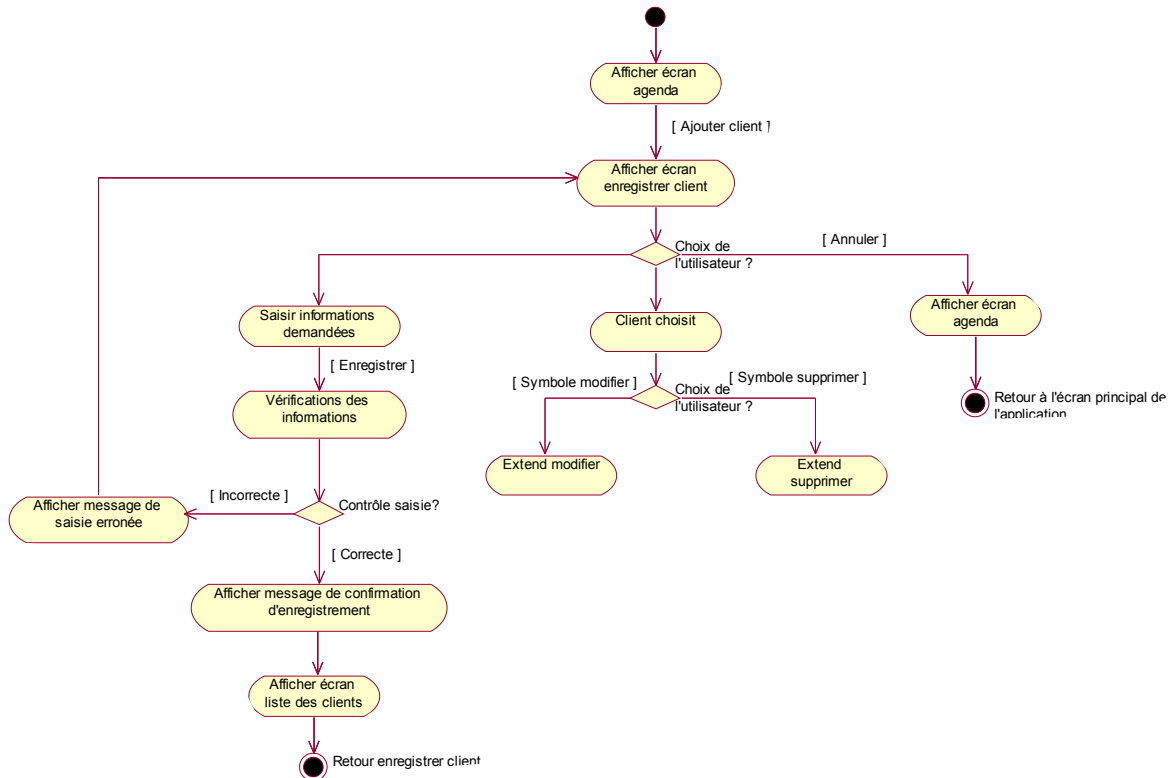 Afficher écran
agenda
[ Ajouter client ]
Afficher écran
enregistrer client
Choix de
l'utilisateur ?
[ Annuler ]
Saisir informations
demandées
Client choisit
Afficher écran
agenda
[ Enregistrer ]
[ Symbole modifier ]
[ Symbole supprimer ]
Choix de
l'utilisateur ?
Vérifications des
informations
Retour à l'écran principal de
l'application
Extend modifier
Extend
supprimer
[ Incorrecte ]
Contrôle saisie?
Afficher message de
saisie erronée
[ Correcte ]
Afficher message de confirmation
d'enregistrement
Afficher écran
liste des clients
Retour enregistrer client